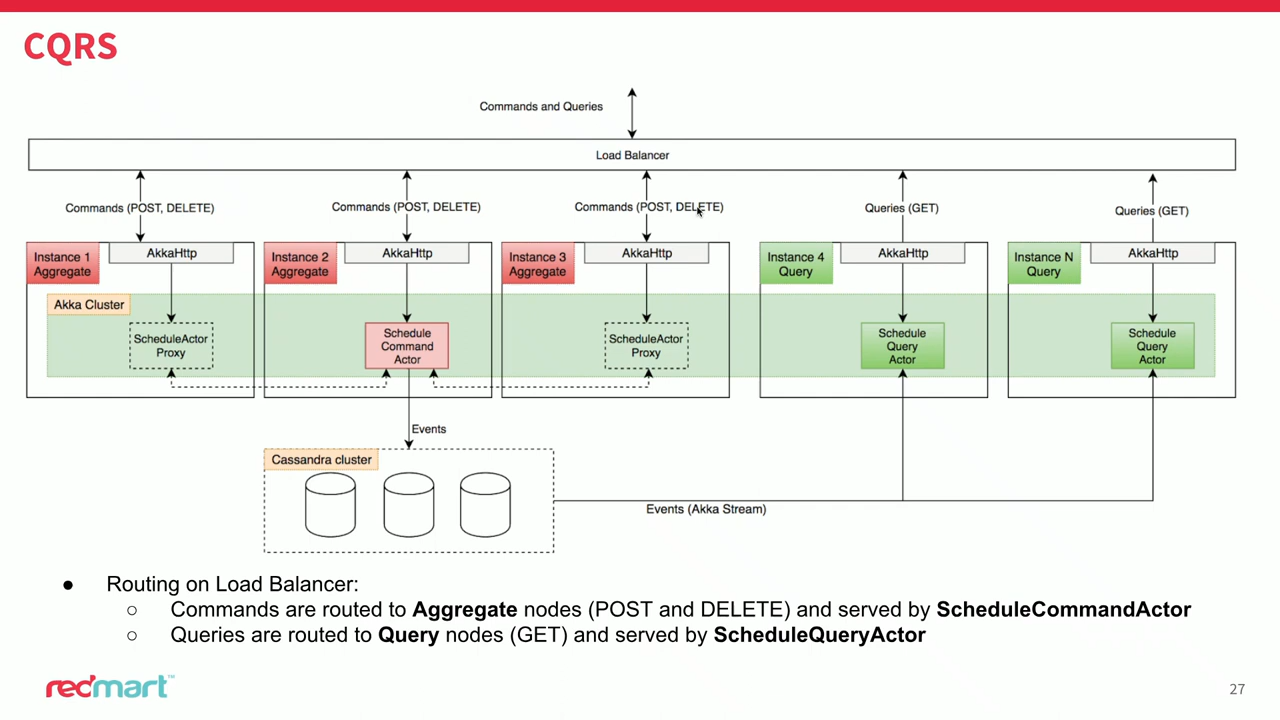 CQRS
Commands and Queries
Load Balancer
Commands (POST, DELETE)
Commands (POST, DELETE)
Commands (POST, DELETE)
Queries (GET)
Queries (GET)
Instance 1
Aggregate
AkkaHttp
Instance 2
Aggregate
AkkaHttp
Instance 3
Aggregate
AkkaHttp
Instance 4
Query
AkkaHttp
Instance N
Query
AkkaHttp
Akka Cluster
ScheduleActor
Proxy
Schedule
Command
Actor
ScheduleActor
Proxy
Schedule
Query
Actor
Schedule
Query
Actor
Events
Cassandra cluster
Events (Akka Stream)
● Routing on Load Balancer:
○ Commands are routed to Aggregate nodes (POST and DELETE) and served by ScheduleCommandActor
○ Queries are routed to Query nodes (GET) and served by ScheduleQueryActor
redmart™
27